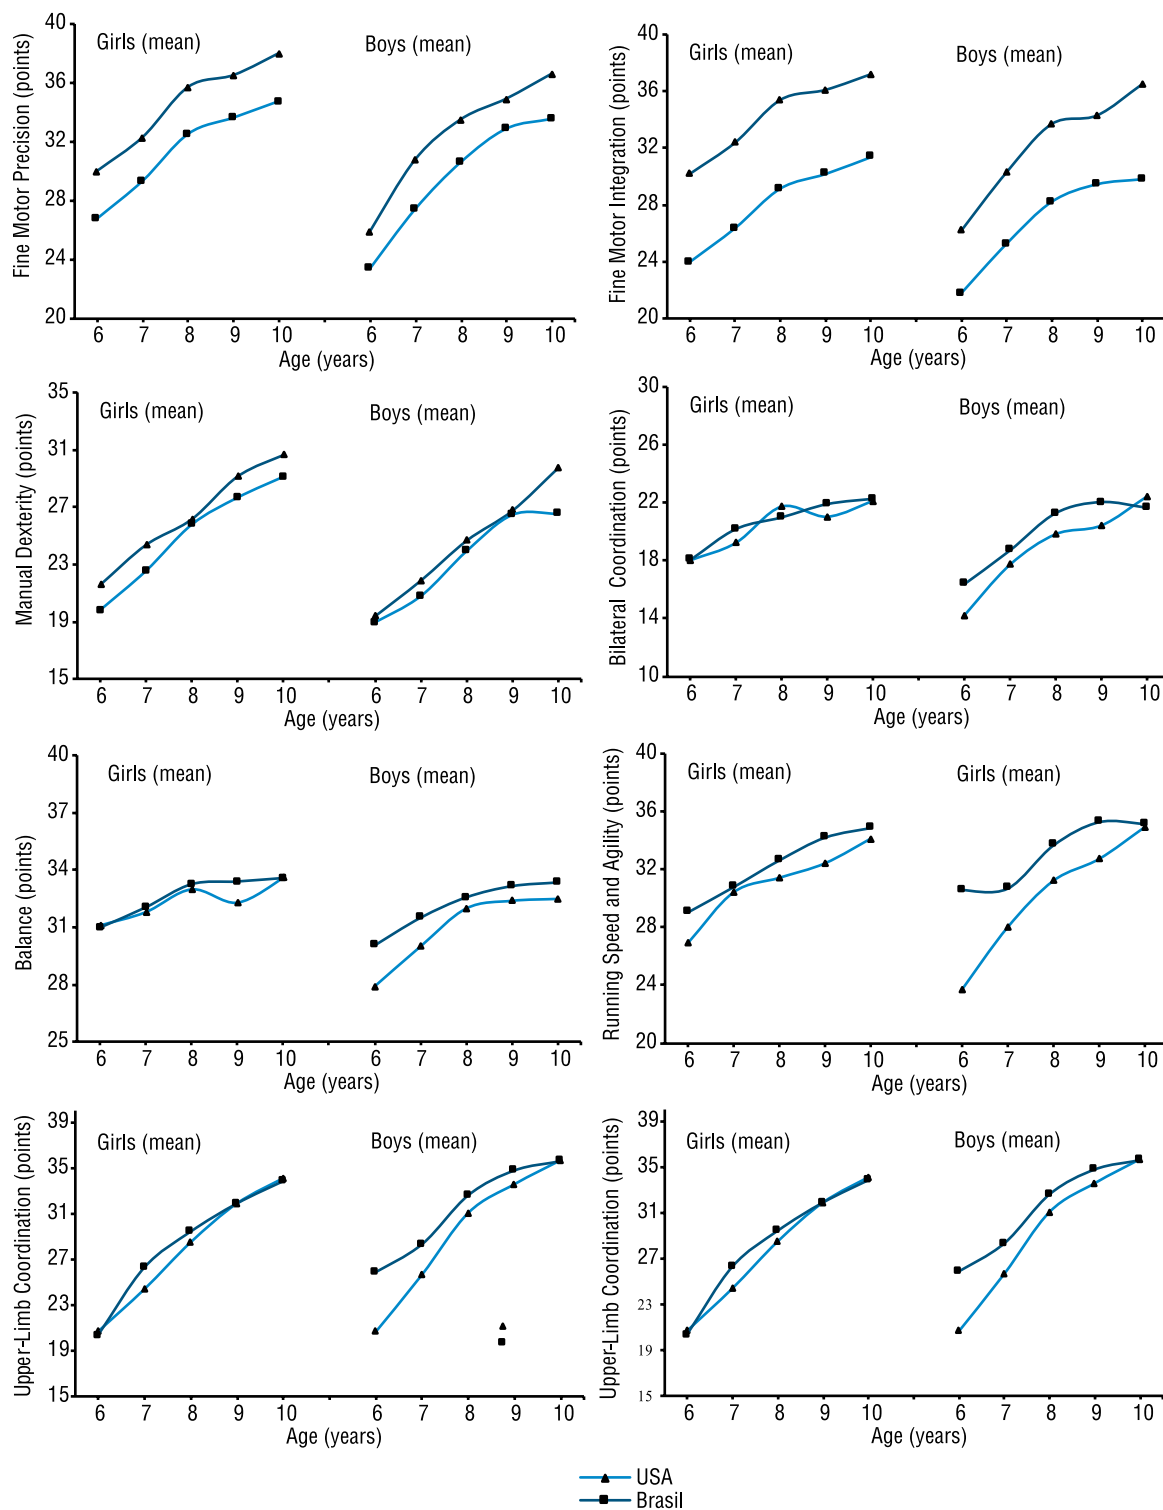 Fine Motor Precision (points)
40
36
32
28
24
20
Girls (mean)
Boys (mean)
6 7 8 9 10 6 7 8 9 10
Age (years)
Fine Motor Integration (points)
40
36
32
28
24
20
Girls (mean)
Boys (mean)
6 7 8 9 10 6 7 8 9 10
Age (years)
Manual Dexterity (points)
35
31
27
23
19
15
Girls (mean)
Boys (mean)
6 7 8 9 10 6 7 8 9 10
Age (years)
Bilateral Coordination (points)
30
26
22
18
14
10
Girls (mean)
Boys (mean)
6 7 8 9 10 6 7 8 9 10
Age (years)
Balance (points)
40
37
34
31
28
25
Girls (mean)
Boys (mean)
6 7 8 9 10 6 7 8 9 10
Age (years)
Running Speed and Agility (points)
40
36
32
28
24
20
Girls (mean)
Girls (mean)
6 7 8 9 10 6 7 8 9 10
Age (years)
Upper-Limb Coordination (points)
39
35
31
27
23
19
15
Girls (mean)
Boys (mean)
6 7 8 9 10 6 7 8 9 10
Age (years)
Upper-Limb Coordination (points)
39
35
31
27
23
19
15
Girls (mean)
Boys (mean)
6 7 8 9 10 6 7 8 9 10
Age (years)
USA
Brasil